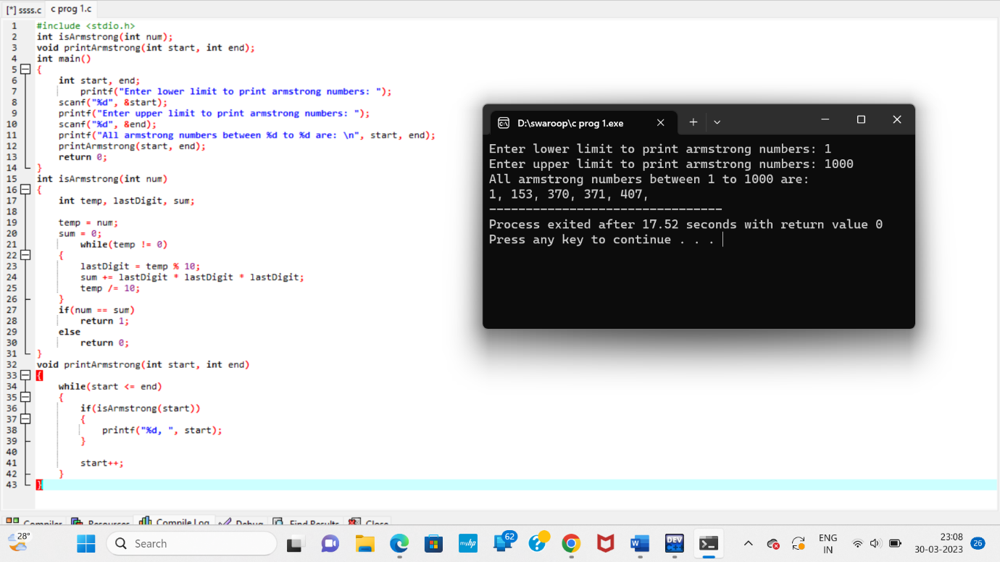 [*] ssss.c c prog 1.c
1 #include <stdio.h>
2 int isArmstrong(int num);
3 void printArmstrong(int start, int end);
4 int main()
5 {
6 int start, end;
7 printf("Enter lower limit to print armstrong numbers: ");
8 scanf("%d", &start);
9 printf("Enter upper limit to print armstrong numbers: ");
10 scanf("%d", &end);
11 printf("All armstrong numbers between %d to %d are: \n", start, end);
12 printArmstrong(start, end);
13 return 0;
14 }
15 int isArmstrong(int num)
16 {
17 int temp, lastDigit, sum;
18
19 temp = num;
20 sum = 0;
21 while(temp != 0)
22 {
23 lastDigit = temp % 10;
24 sum += lastDigit * lastDigit * lastDigit;
25 temp /= 10;
26 }
27 if(num == sum)
28 return 1;
29 else
30 return 0;
31 }
32 void printArmstrong(int start, int end)
33 {
34 while(start <= end)
35 {
36 if(isArmstrong(start))
37 {
38 printf("%d, ", start);
39 }
40
41 start++;
42 }
43 }
D:\swaroop\c prog 1.exe
Enter lower limit to print armstrong numbers: 1
Enter upper limit to print armstrong numbers: 1000
All armstrong numbers between 1 to 1000 are:
1, 153, 370, 371, 407,
--------------------------------
Process exited after 17.52 seconds with return value 0
Press any key to continue . . .
Compiler Resources Compile Log Debug Find Results Close
28°
Search
myhp
62
W
DEV C++
ENG
IN
23:08
30-03-2023
26